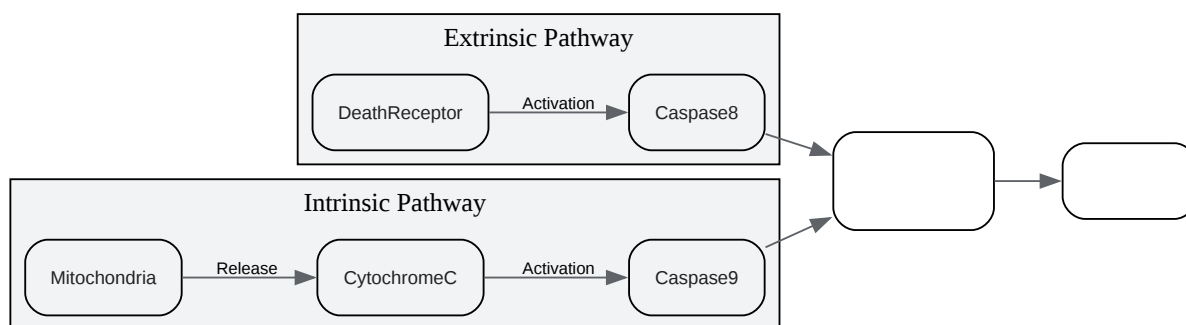 Extrinsic Pathway
DeathReceptor
Activation
Caspase8
Intrinsic Pathway
Mitochondria
Release
CytochromeC
Activation
Caspase9